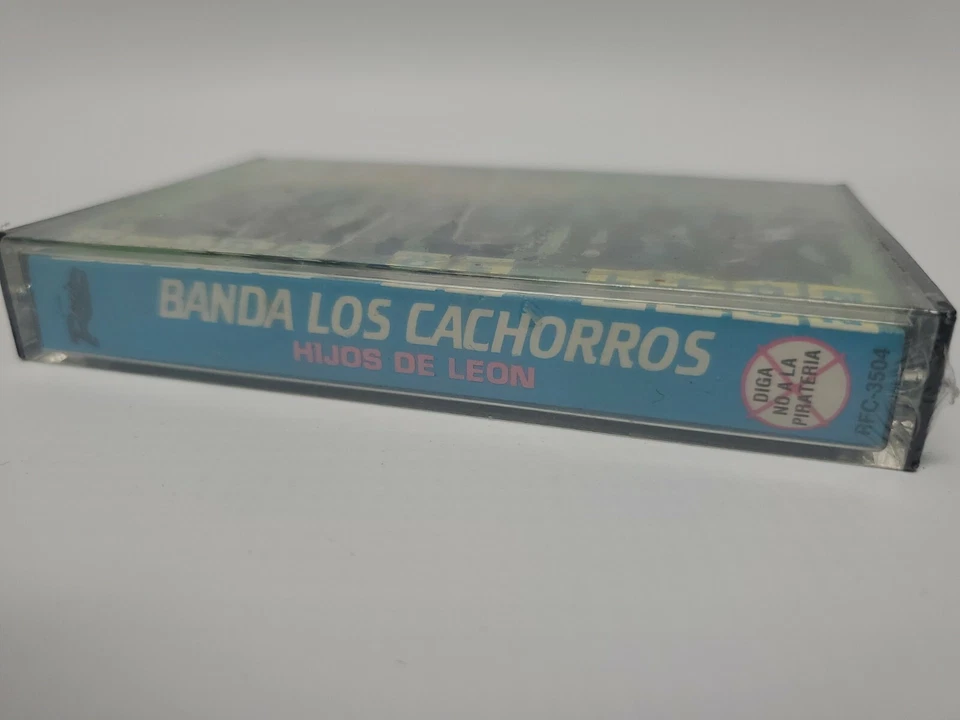 BANDA LOS CACHORROS
HIJOS DE LEON
DIGA
NO A LA
PIRATERIA
RFC-3504